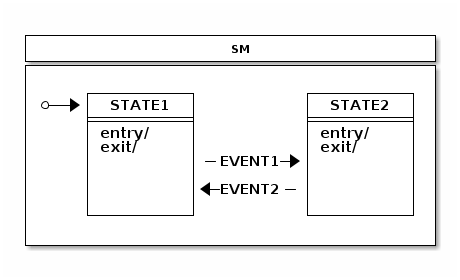 SM
STATE1
entry/
exit/
STATE2
entry/
exit/
EVENT1
EVENT2